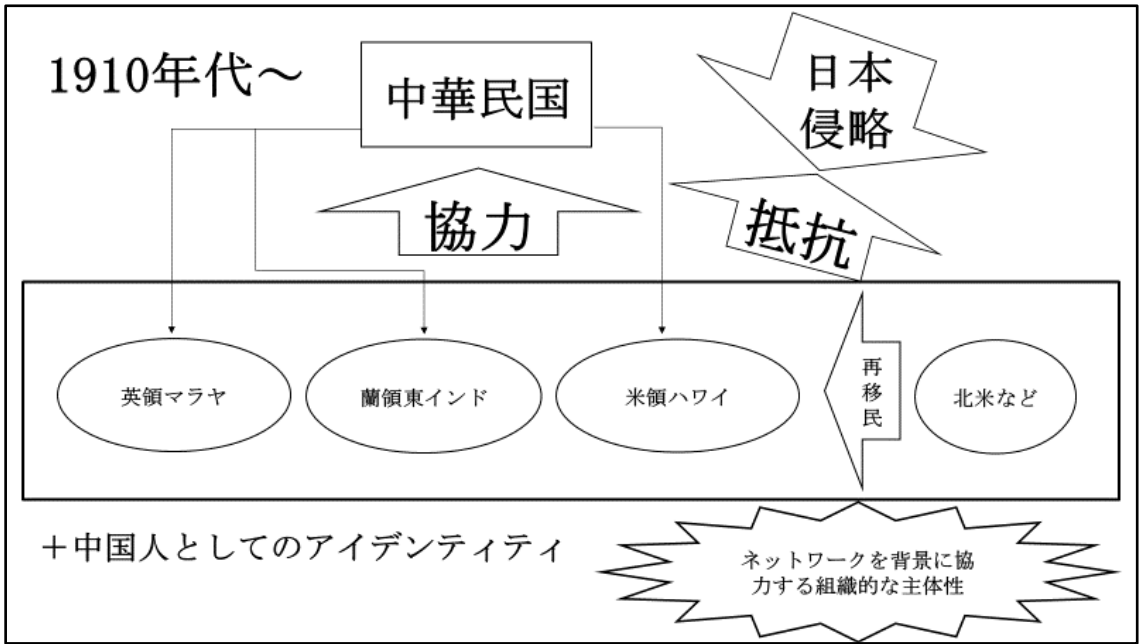 1910年代～
中華民国
日本
侵略
協力
抵抗
英領マラヤ
蘭領東インド
米領ハワイ
再移民
北米など
＋中国人としてのアイデンティティ
ネットワークを背景に協
力する組織的な主体性